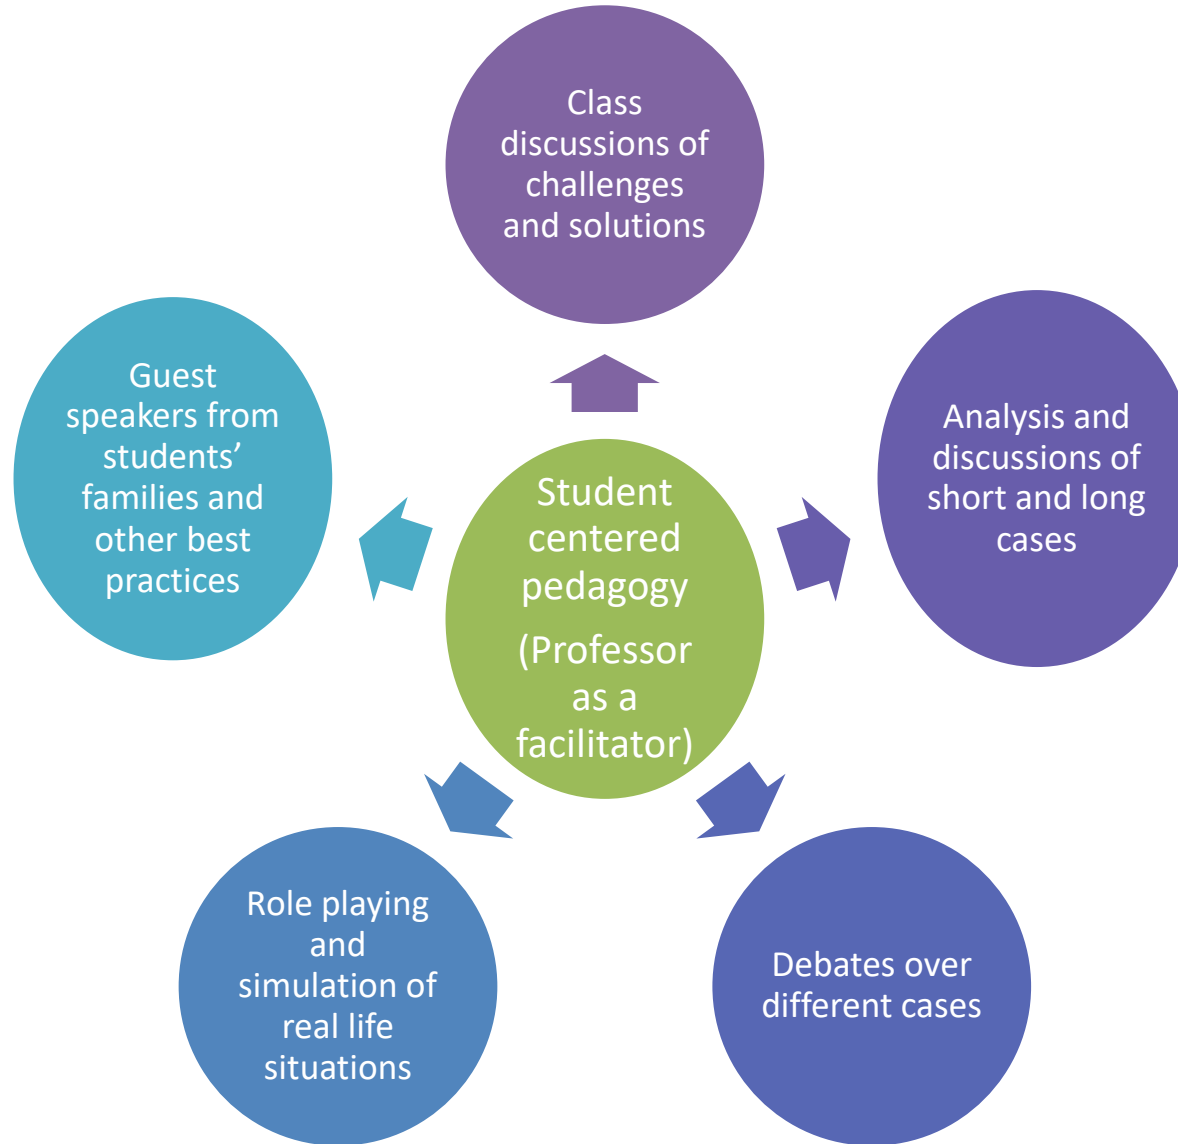 Class
discussions of
challenges
and solutions
Analysis and
discussions of
short and long
cases
Debates over
different cases
Role playing
and
simulation of
real life
situations
Guest
speakers from
students’
families and
other best
practices
Student
centered
pedagogy
(Professor
as a
facilitator)